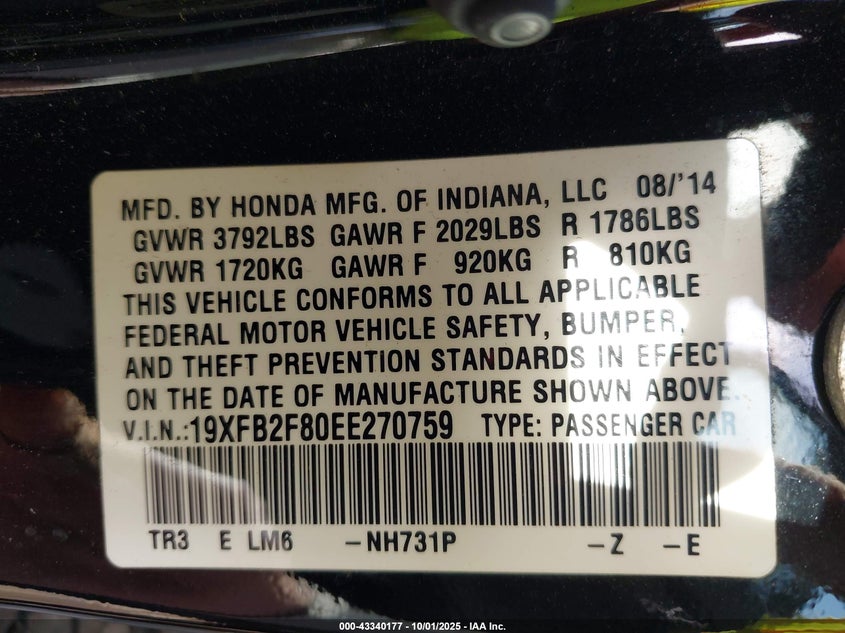 MFD. BY HONDA MFG. OF INDIANA, LLC 08/'14
GVWR 3792LBS GAWR F 2029LBS R 1786LBS
GVWR 1720KG GAWR F 920KG R 810KG
THIS VEHICLE CONFORMS TO ALL APPLICABLE
FEDERAL MOTOR VEHICLE SAFETY, BUMPER,
AND THEFT PREVENTION STANDARDS IN EFFECT
ON THE DATE OF MANUFACTURE SHOWN ABOVE.
V.I.N.:19XFB2F80EE270759 TYPE: PASSENGER CAR
TR3 E LM6 -NH731P -Z -E
000-43340177 - 10/01/2025 - IAA Inc.